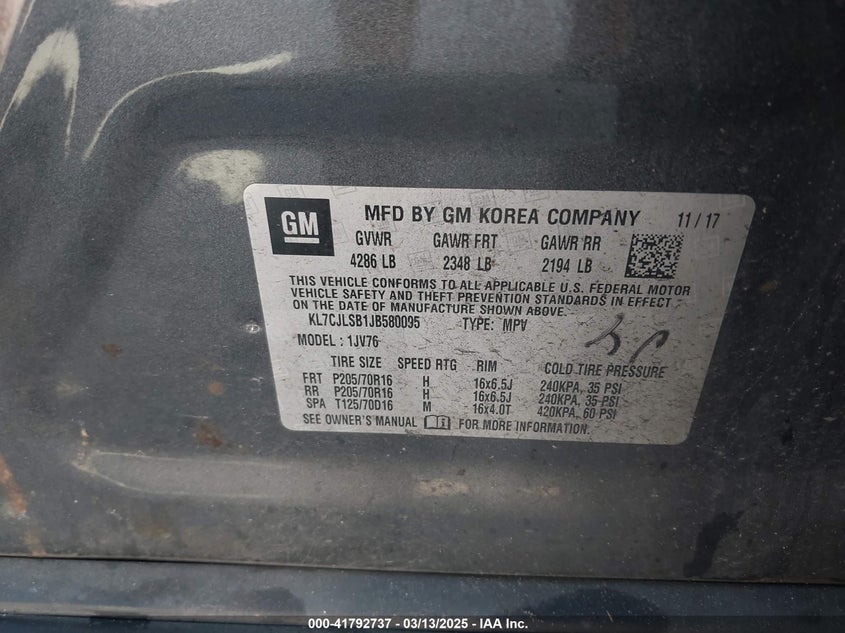 GM MFD BY GM KOREA COMPANY 11 / 17
GVWR GAWR FRT GAWR RR
4286 LB 2348 LB 2194 LB
THIS VEHICLE CONFORMS TO ALL APPLICABLE U.S. FEDERAL MOTOR
VEHICLE SAFETY AND THEFT PREVENTION STANDARDS IN EFFECT
ON THE DATE OF MANUFACTURE SHOWN ABOVE.
KL7CJLSB1JB580095 TYPE: MPV
MODEL : 1JV76
TIRE SIZE SPEED RTG RIM COLD TIRE PRESSURE
FRT P205/70R16 H 16x6.5J 240KPA, 35 PSI
RR P205/70R16 H 16x6.5J 240KPA, 35 PSI
SPA T125/70D16 M 16x4.0T 420KPA, 60 PSI
SEE OWNER'S MANUAL FOR MORE INFORMATION.
000-41792737 - 03/13/2025 - IAA Inc.